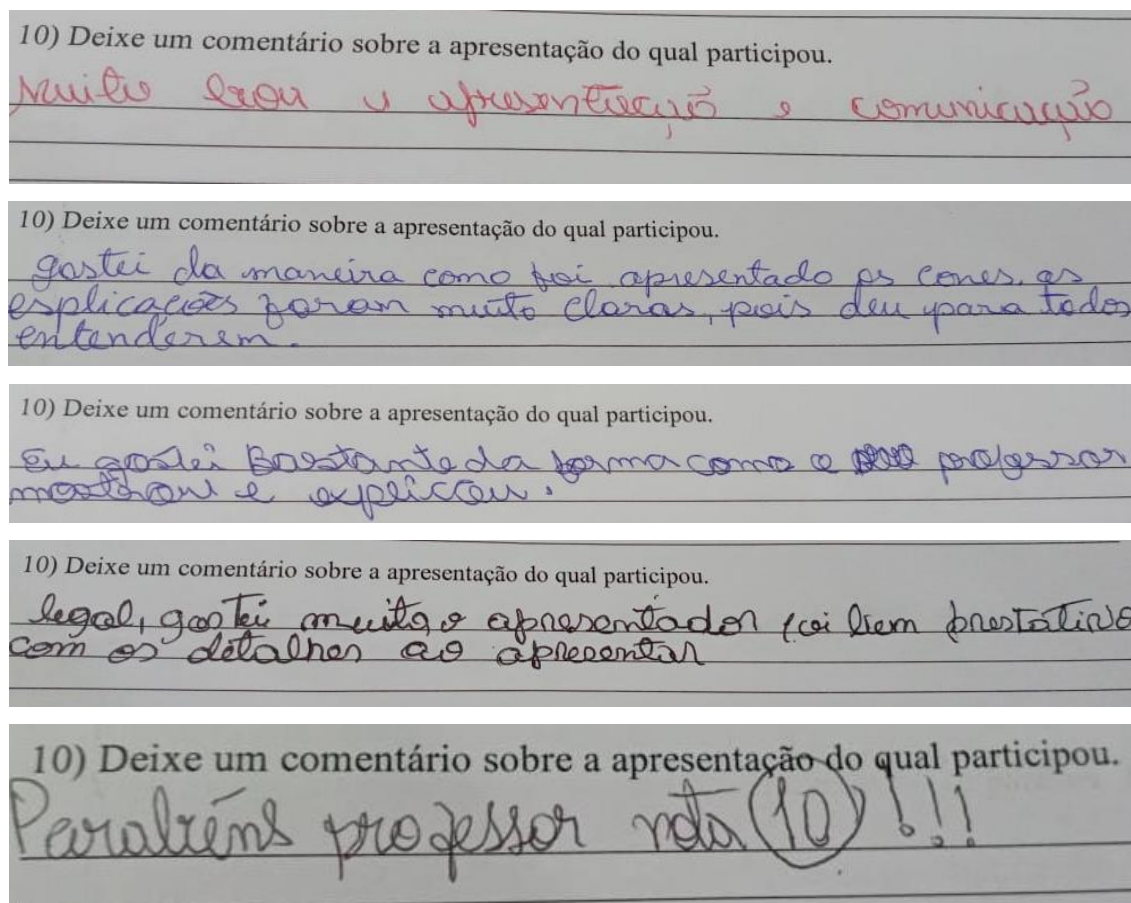 10) Deixe um comentário sobre a apresentação do qual participou.
Muito bou a apresentação e comunicação
10) Deixe um comentário sobre a apresentação do qual participou.
gostei da maneira como foi apresentado os cones. as
esplicações foram muito claras, pois deu para todos
entenderem.
10) Deixe um comentário sobre a apresentação do qual participou.
Eu gostei Bastante da forma como o professor
mostrou e explicou.
10) Deixe um comentário sobre a apresentação do qual participou.
legal, gostei muito o apresentador foi bem prestativo
com os detalhes ao apresentar
10) Deixe um comentário sobre a apresentação do qual participou.
Parabéns professor nota (10)!!!